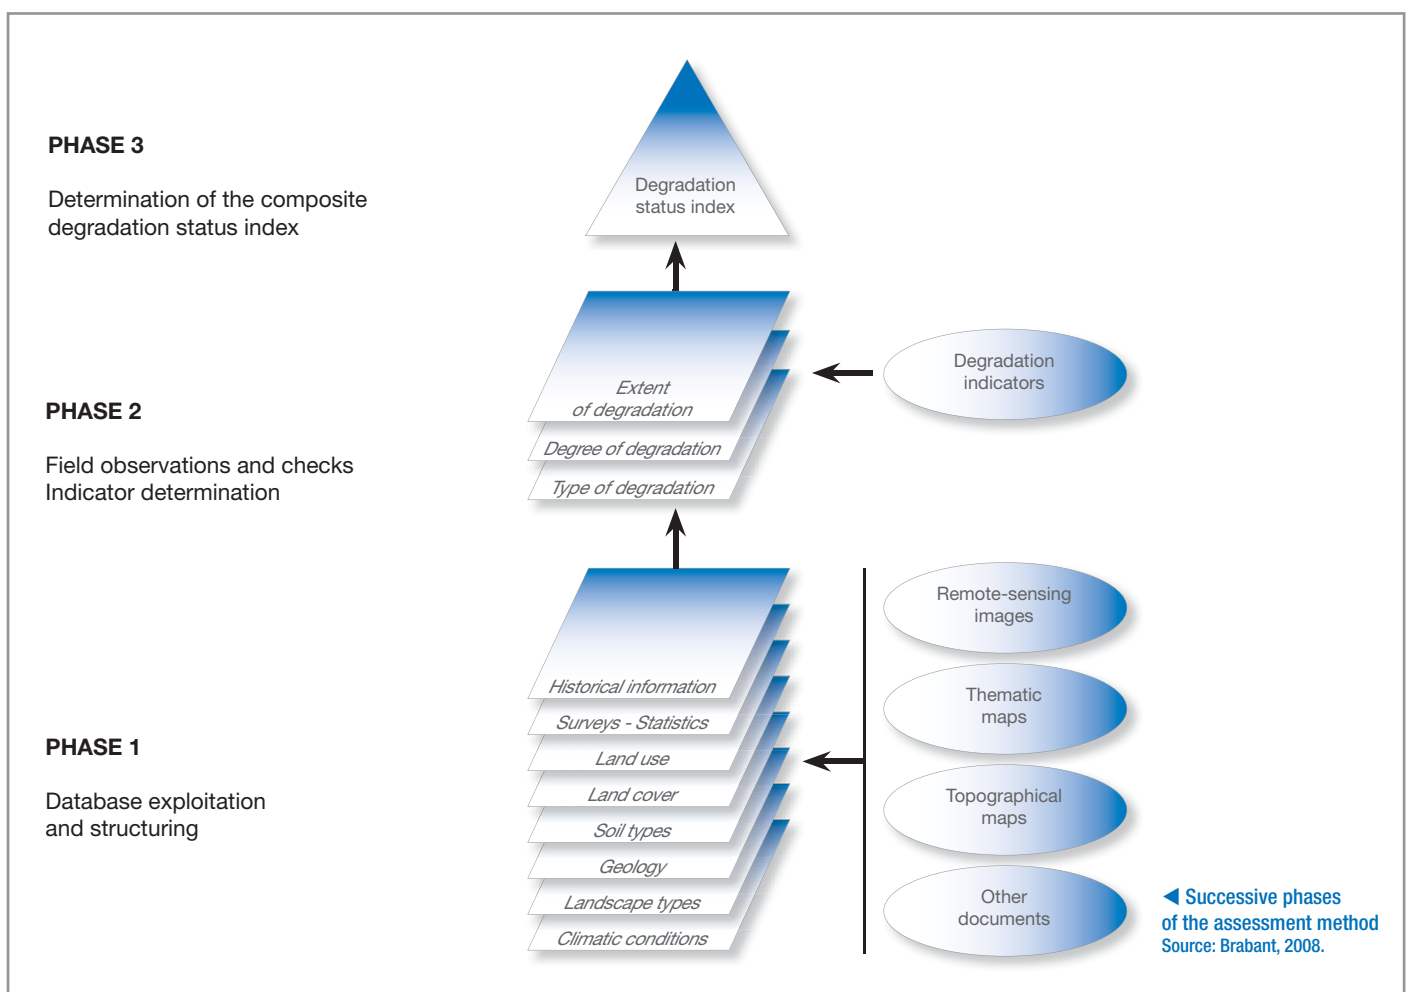 PHASE 3
Determination of the composite
degradation status index
Degradation
status index
PHASE 2
Field observations and checks
Indicator determination
Extent
of degradation
Degree of degradation
Type of degradation
Degradation
indicators
PHASE 1
Database exploitation
and structuring
Historical information
Surveys - Statistics
Land use
Land cover
Soil types
Geology
Landscape types
Climatic conditions
Remote-sensing
images
Thematic
maps
Topographical
maps
Other
documents
◀ Successive phases
of the assessment method
Source: Brabant, 2008.